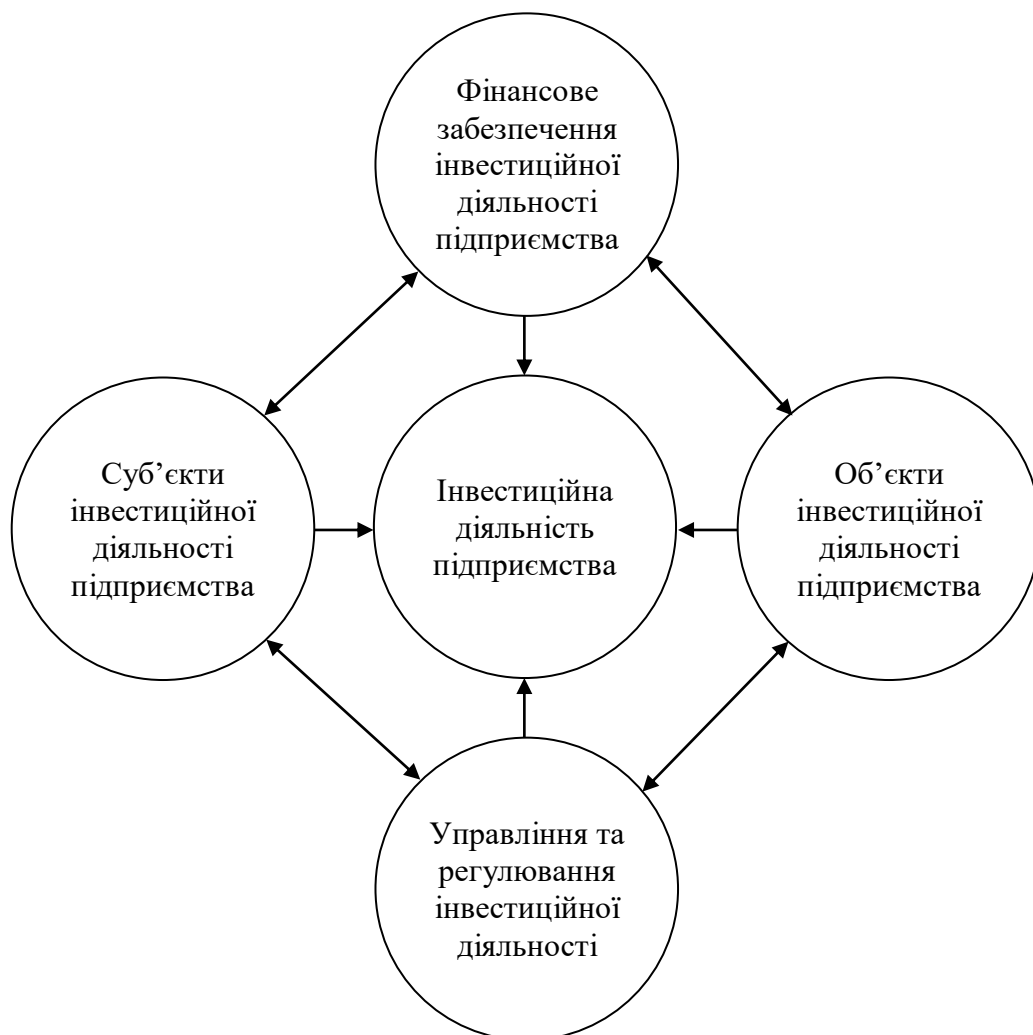 Фінансове
забезпечення
інвестиційної
діяльності
підприємства
Суб’єкти
інвестиційної
діяльності
підприємства
Інвестиційна
діяльність
підприємства
Об’єкти
інвестиційної
діяльності
підприємства
Управління та
регулювання
інвестиційної
діяльності